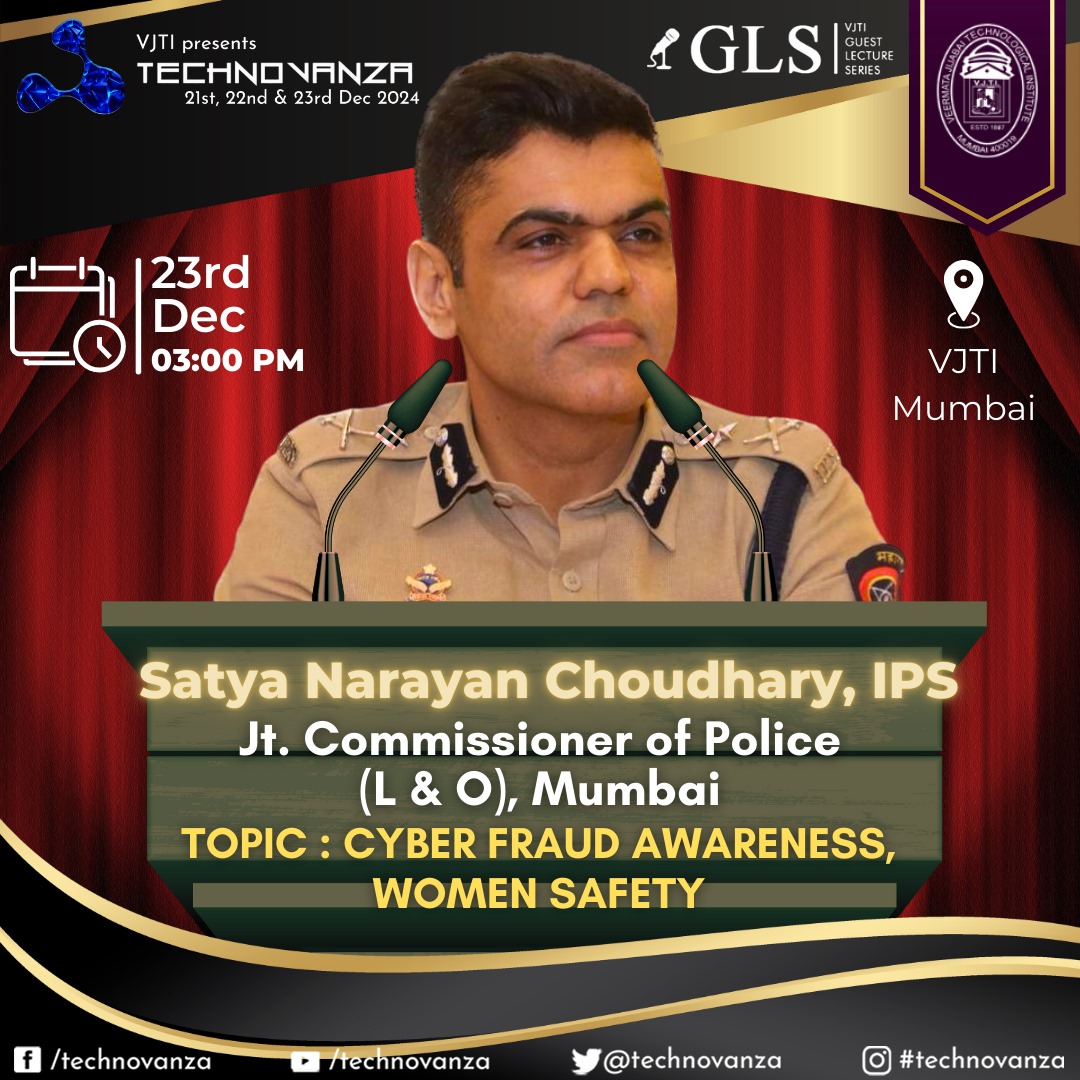 VJTI presents
TECHNOVANZA
21st, 22nd & 23rd Dec 2024
GLS
VJTI
GUEST
LECTURE
SERIES
VEERMATA JIJABAI TECHNOLOGICAL INSTITUTE
V.J.T.I.
ESTD 1887
MUMBAI 400019
23rd
Dec
03:00 PM
VJTI
Mumbai
Satya Narayan Choudhary, IPS
Jt. Commissioner of Police
(L & O), Mumbai
TOPIC : CYBER FRAUD AWARENESS,
WOMEN SAFETY
/technovanza
/technovanza
@technovanza
#technovanza